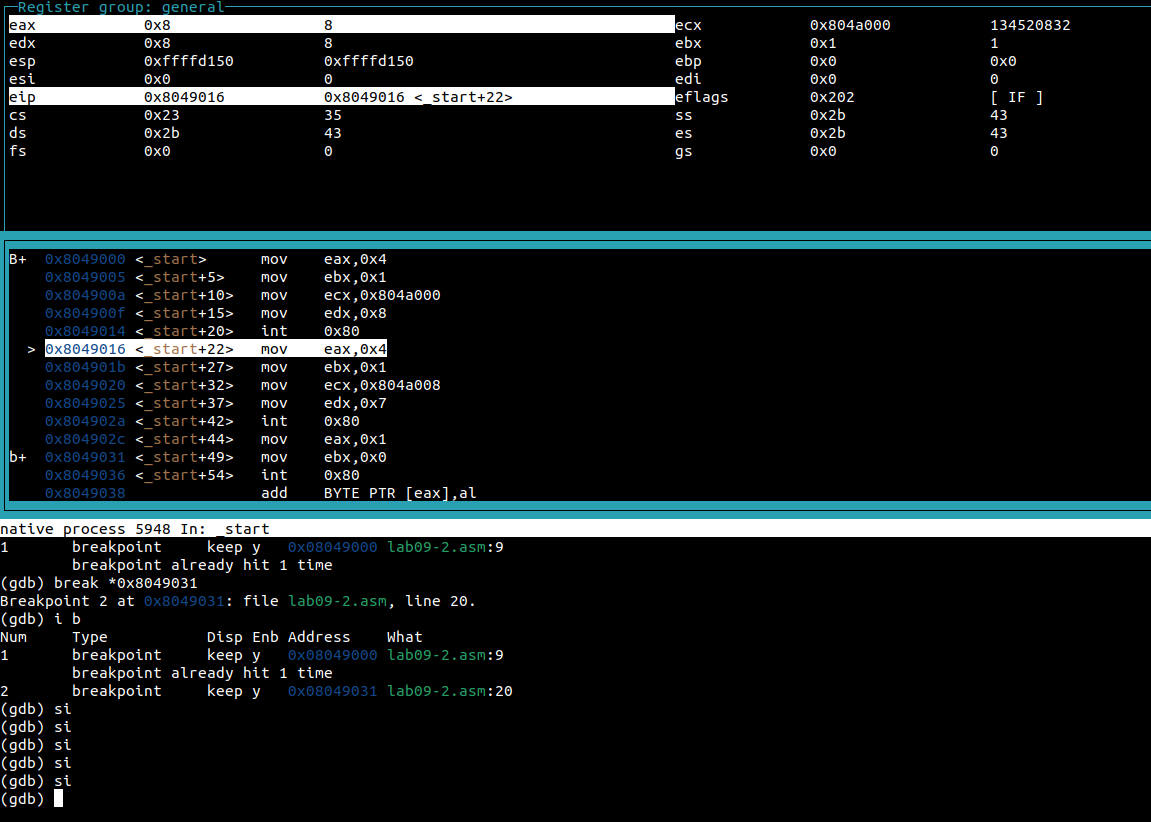 Register group: general
eax 0x8 8 ecx 0x804a000 134520832
edx 0x8 8 ebx 0x1 1
esp 0xffffd150 0xffffd150 ebp 0x0 0x0
esi 0x0 0 edi 0x0 0
eip 0x8049016 0x8049016 <_start+22> eflags 0x202 [ IF ]
cs 0x23 35 ss 0x2b 43
ds 0x2b 43 es 0x2b 43
fs 0x0 0 gs 0x0 0
B+ 0x8049000 <_start> mov eax,0x4
0x8049005 <_start+5> mov ebx,0x1
0x804900a <_start+10> mov ecx,0x804a000
0x804900f <_start+15> mov edx,0x8
0x8049014 <_start+20> int 0x80
> 0x8049016 <_start+22> mov eax,0x4
0x804901b <_start+27> mov ebx,0x1
0x8049020 <_start+32> mov ecx,0x804a008
0x8049025 <_start+37> mov edx,0x7
0x804902a <_start+42> int 0x80
0x804902c <_start+44> mov eax,0x1
b+ 0x8049031 <_start+49> mov ebx,0x0
0x8049036 <_start+54> int 0x80
0x8049038 add BYTE PTR [eax],al
native process 5948 In: _start
1 breakpoint keep y 0x08049000 lab09-2.asm:9
breakpoint already hit 1 time
(gdb) break *0x8049031
Breakpoint 2 at 0x8049031: file lab09-2.asm, line 20.
(gdb) i b
Num Type Disp Enb Address What
1 breakpoint keep y 0x08049000 lab09-2.asm:9
breakpoint already hit 1 time
2 breakpoint keep y 0x08049031 lab09-2.asm:20
(gdb) si
(gdb) si
(gdb) si
(gdb) si
(gdb) si
(gdb)